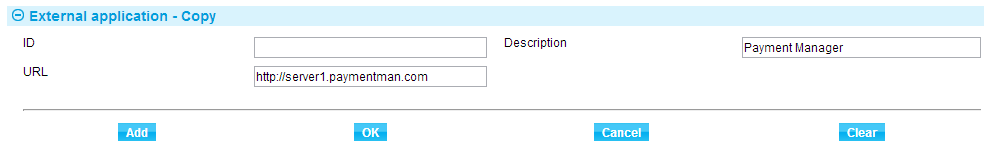 External application - Copy
ID
Description
Payment Manager
URL
http://server1.paymentman.com
Add
OK
Cancel
Clear